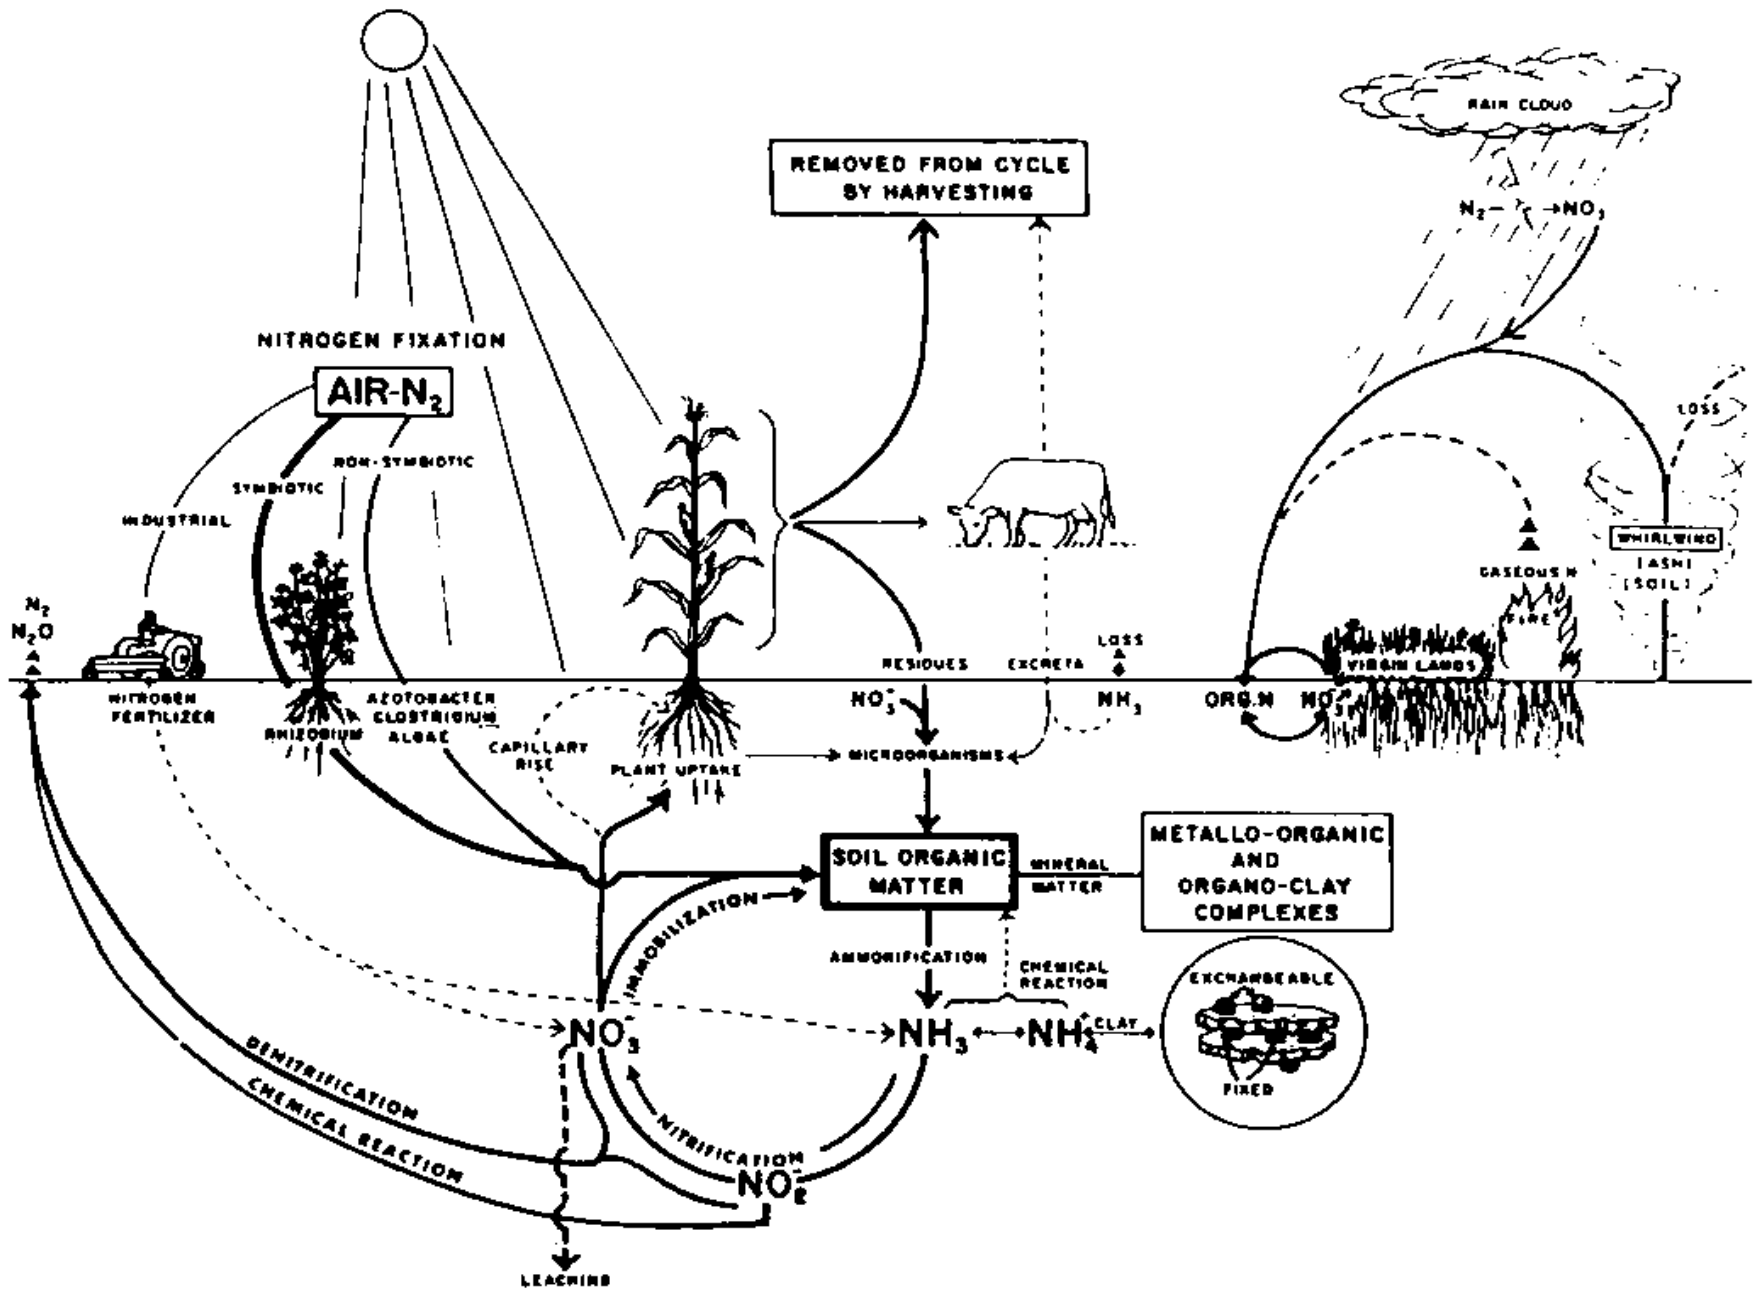 RAIN CLOUD
REMOVED FROM CYCLE
BY HARVESTING
N2 → NO3
NITROGEN FIXATION
AIR-N2
LOSS
NON-SYMBIOTIC
SYMBIOTIC
INDUSTRIAL
WHIRLWIND
(ASH)
(SOIL)
GASEOUS N
FIRE
N2
N2O
LOSS
RESIDUES
EXCRETA
VIRGIN LANDS
NITROGEN
FERTILIZER
RHIZOBIUM
AZOTOBACTER
CLOSTRIDIUM
ALGAE
NO3-
NH3
ORG.N
NO3-
CAPILLARY
RISE
PLANT UPTAKE
MICROORGANISMS
SOIL ORGANIC
MATTER
MINERAL
MATTER
METALLO-ORGANIC
AND
ORGANO-CLAY
COMPLEXES
IMMOBILIZATION
AMMONIFICATION
CHEMICAL
REACTION
EXCHANGEABLE
NO3-
NH3
NH4+
CLAY
FIXED
DENITRIFICATION
CHEMICAL REACTION
NITRIFICATION
NO2-
LEACHING